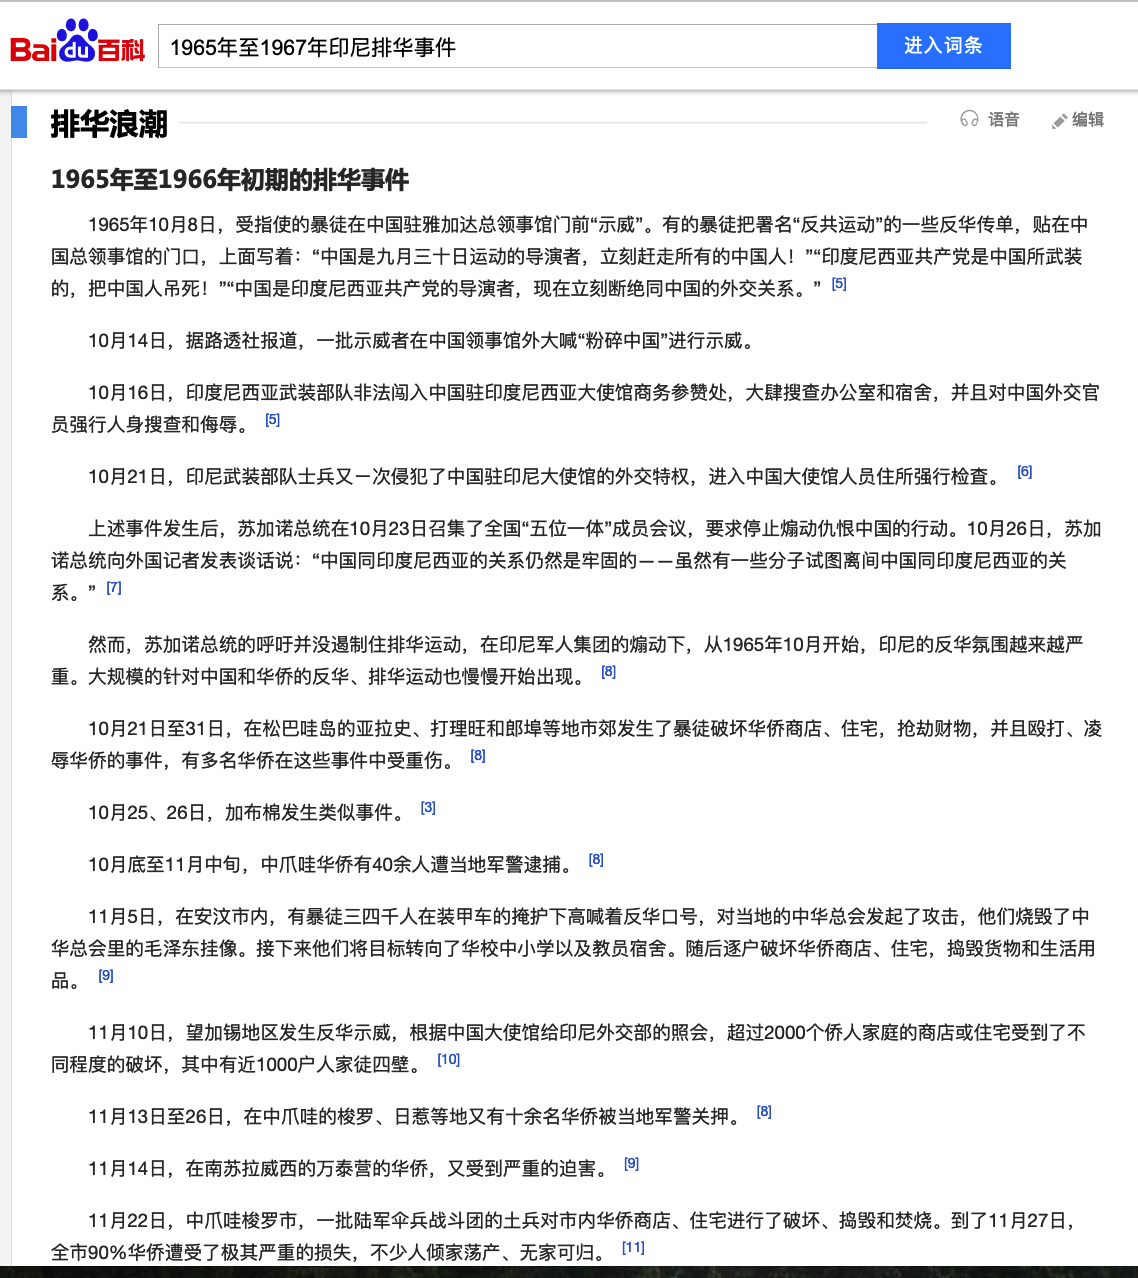 Baidu百科
1965年至1967年印尼排华事件
进入词条
排华浪潮
语音
编辑
1965年至1966年初期的排华事件
1965年10月8日，受指使的暴徒在中国驻雅加达总领事馆门前“示威”。有的暴徒把署名“反共运动”的一些反华传单，贴在中
国总领事馆的门口，上面写着：“中国是九月三十日运动的导演者，立刻赶走所有的中国人！”“印度尼西亚共产党是中国所武装
的，把中国人吊死！”“中国是印度尼西亚共产党的导演者，现在立刻断绝同中国的外交关系。” [5]
10月14日，据路透社报道，一批示威者在中国领事馆外大喊“粉碎中国”进行示威。
10月16日，印度尼西亚武装部队非法闯入中国驻印度尼西亚大使馆商务参赞处，大肆搜查办公室和宿舍，并且对中国外交官
员强行人身搜查和侮辱。 [5]
10月21日，印尼武装部队士兵又一次侵犯了中国驻印尼大使馆的外交特权，进入中国大使馆人员住所强行检查。 [6]
上述事件发生后，苏加诺总统在10月23日召集了全国“五位一体”成员会议，要求停止煽动仇恨中国的行动。10月26日，苏加
诺总统向外国记者发表谈话说：“中国同印度尼西亚的关系仍然是牢固的——虽然有一些分子试图离间中国同印度尼西亚的关
系。” [7]
然而，苏加诺总统的呼吁并没遏制住排华运动，在印尼军人集团的煽动下，从1965年10月开始，印尼的反华氛围越来越严
重。大规模的针对中国和华侨的反华、排华运动也慢慢开始出现。 [8]
10月21日至31日，在松巴哇岛的亚拉史、打理旺和郎埠等地市郊发生了暴徒破坏华侨商店、住宅，抢劫财物，并且殴打、凌
辱华侨的事件，有多名华侨在这些事件中受重伤。 [8]
10月25、26日，加布棉发生类似事件。 [3]
10月底至11月中旬，中爪哇华侨有40余人遭当地军警逮捕。 [8]
11月5日，在安汶市内，有暴徒三四千人在装甲车的掩护下高喊着反华口号，对当地的中华总会发起了攻击，他们烧毁了中
华总会里的毛泽东挂像。接下来他们将目标转向了华校中小学以及教员宿舍。随后逐户破坏华侨商店、住宅，捣毁货物和生活用
品。 [9]
11月10日，望加锡地区发生反华示威，根据中国大使馆给印尼外交部的照会，超过2000个侨人家庭的商店或住宅受到了不
同程度的破坏，其中有近1000户人家徒四壁。 [10]
11月13日至26日，在中爪哇的梭罗、日惹等地又有十余名华侨被当地军警关押。 [8]
11月14日，在南苏拉威西的万泰营的华侨，又受到严重的迫害。 [9]
11月22日，中爪哇梭罗市，一批陆军伞兵战斗团的士兵对市内华侨商店、住宅进行了破坏、捣毁和焚烧。到了11月27日，
全市90%华侨遭受了极其严重的损失，不少人倾家荡产、无家可归。 [11]